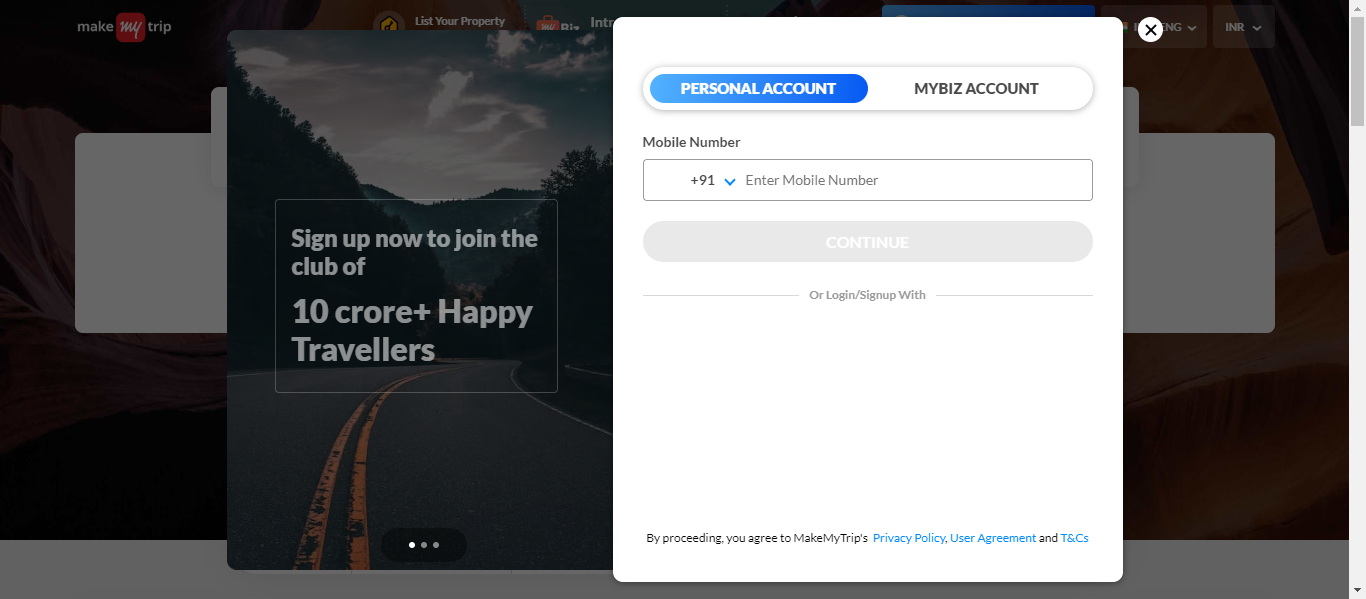 make my trip
List Your Property
my Biz
INR
Sign up now to join the
club of
10 crore+ Happy
Travellers
PERSONAL ACCOUNT
MYBIZ ACCOUNT
Mobile Number
+91
Enter Mobile Number
CONTINUE
Or Login/Signup With
By proceeding, you agree to MakeMyTrip's Privacy Policy, User Agreement and T&Cs